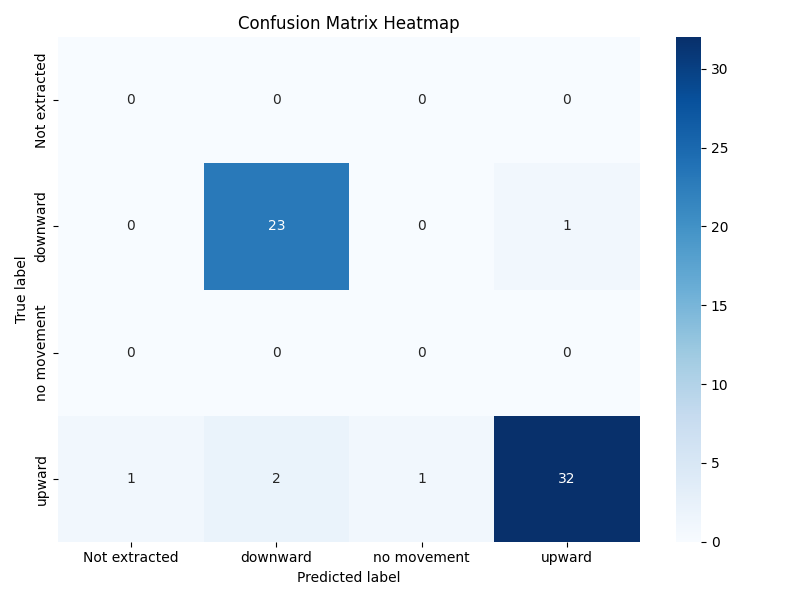 Confusion Matrix Heatmap
True label
Not extracted
0 0 0 0
downward
0 23 0 1
no movement
0 0 0 0
upward
1 2 1 32
Not extracted downward no movement upward
Predicted label
30
25
20
15
10
5
0